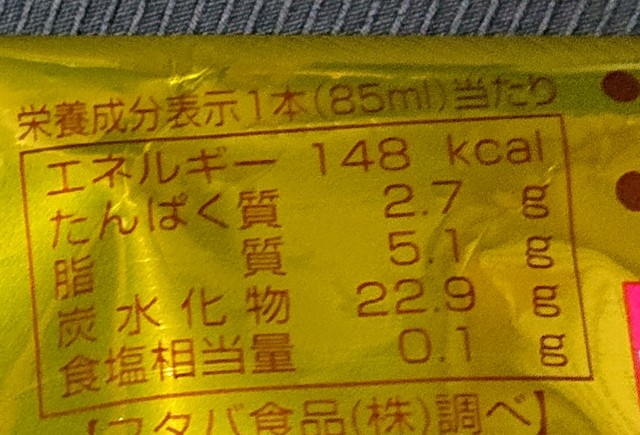 栄養成分表示1本(85ml)当たり
エネルギー 148 kcal
たんぱく質 2.7 g
脂質 5.1 g
炭水化物 22.9 g
食塩相当量 0.1 g
【フタバ食品(株)調べ】